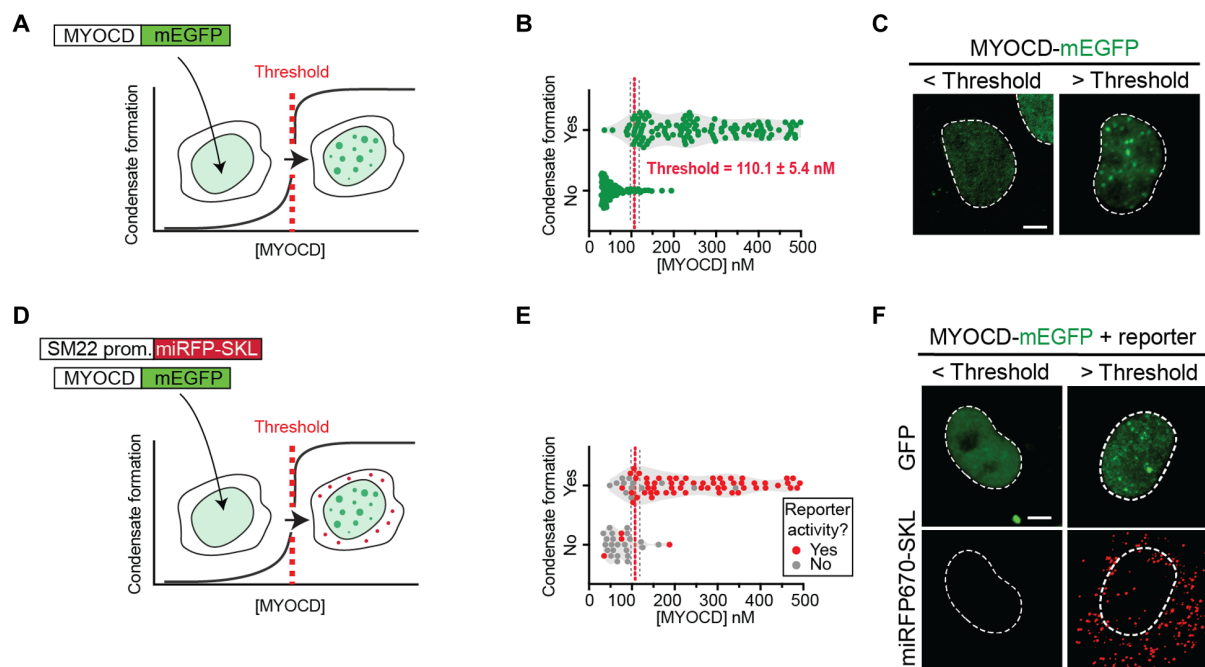 A
MYOCD mEGFP
Threshold
Condensate formation
[MYOCD]
B
Condensate formation
Yes
No
Threshold = 110.1 ± 5.4 nM
0 100 200 300 400 500
[MYOCD] nM
C
MYOCD-mEGFP
< Threshold > Threshold
D
SM22 prom. miRFP-SKL
MYOCD mEGFP
Threshold
Condensate formation
[MYOCD]
E
Condensate formation
Yes
No
Reporter
activity?
Yes
No
0 100 200 300 400 500
[MYOCD] nM
F
MYOCD-mEGFP + reporter
< Threshold > Threshold
GFP
miRFP670-SKL